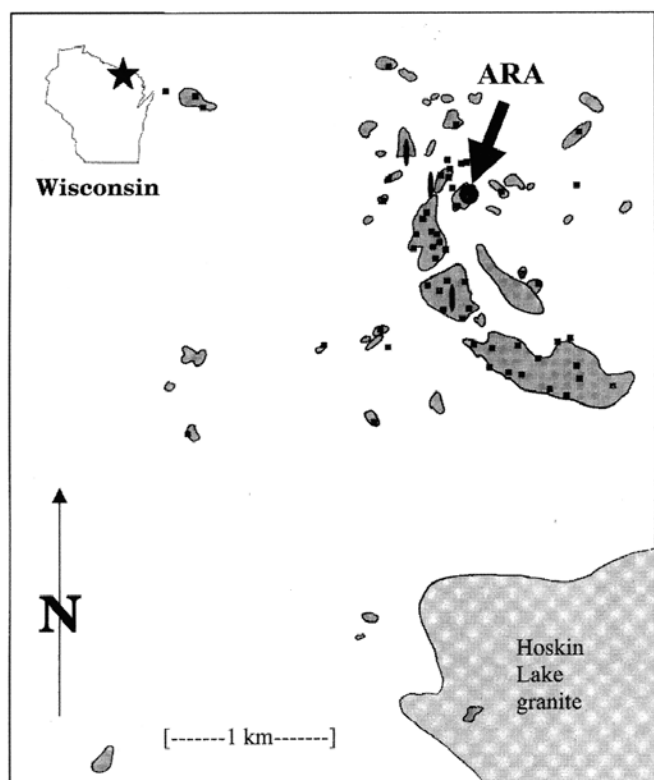 ARA
Wisconsin
N
Hoskin
Lake
granite
[-------1 km-------]